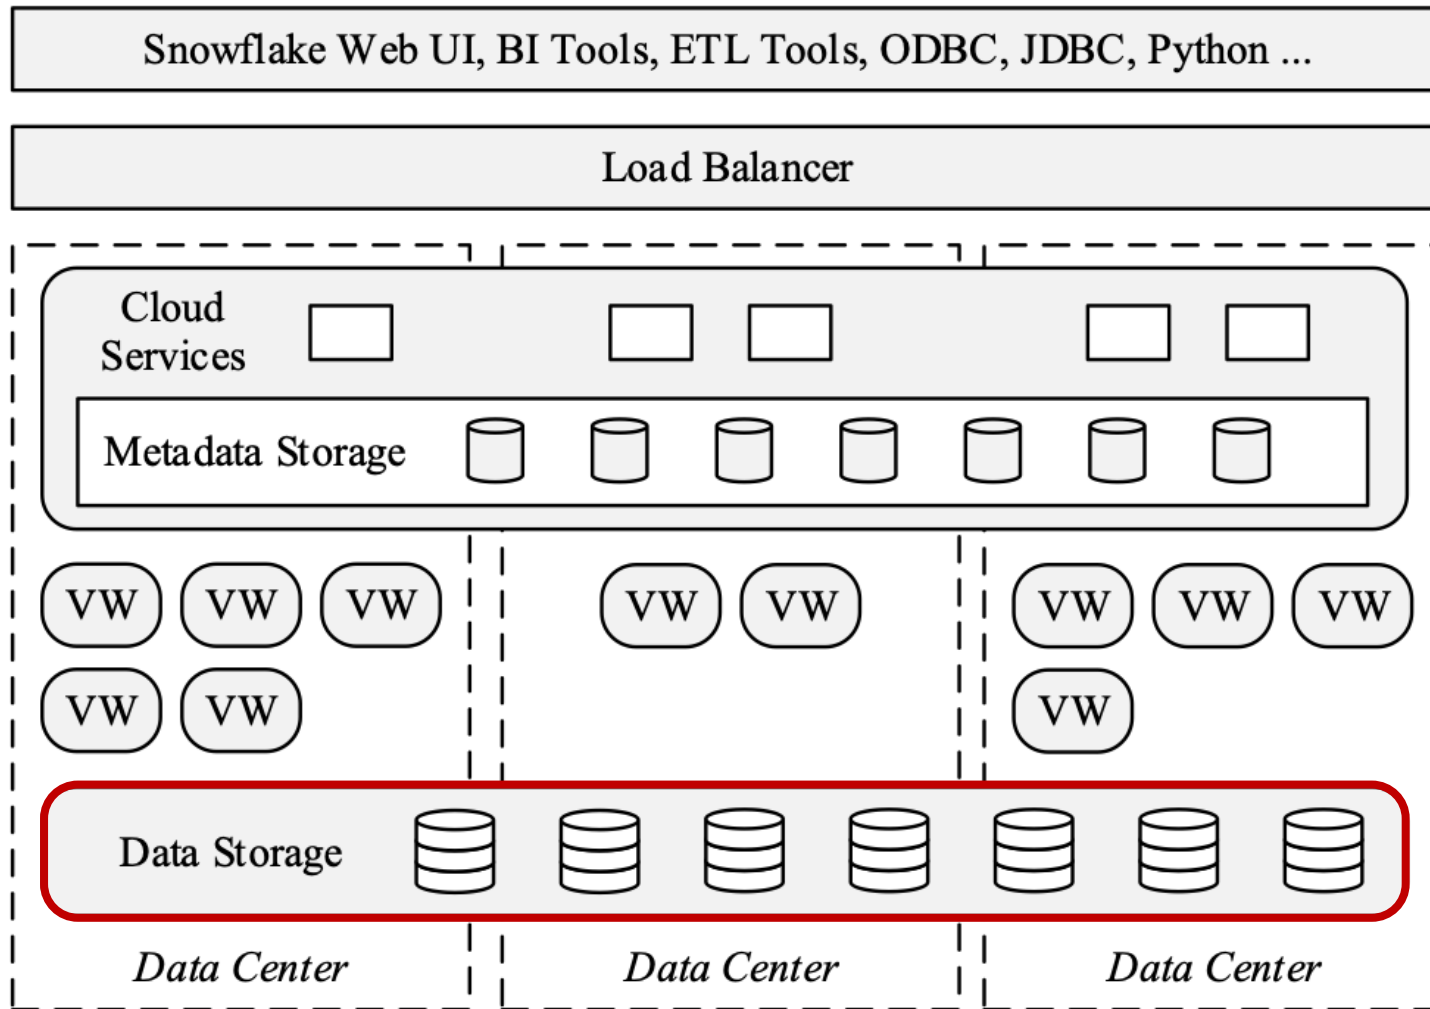 Snowflake Web UI, BI Tools, ETL Tools, ODBC, JDBC, Python ...
Load Balancer
Cloud
Services
Metadata Storage
VW VW VW VW VW VW VW VW
VW VW VW
Data Storage
Data Center Data Center Data Center